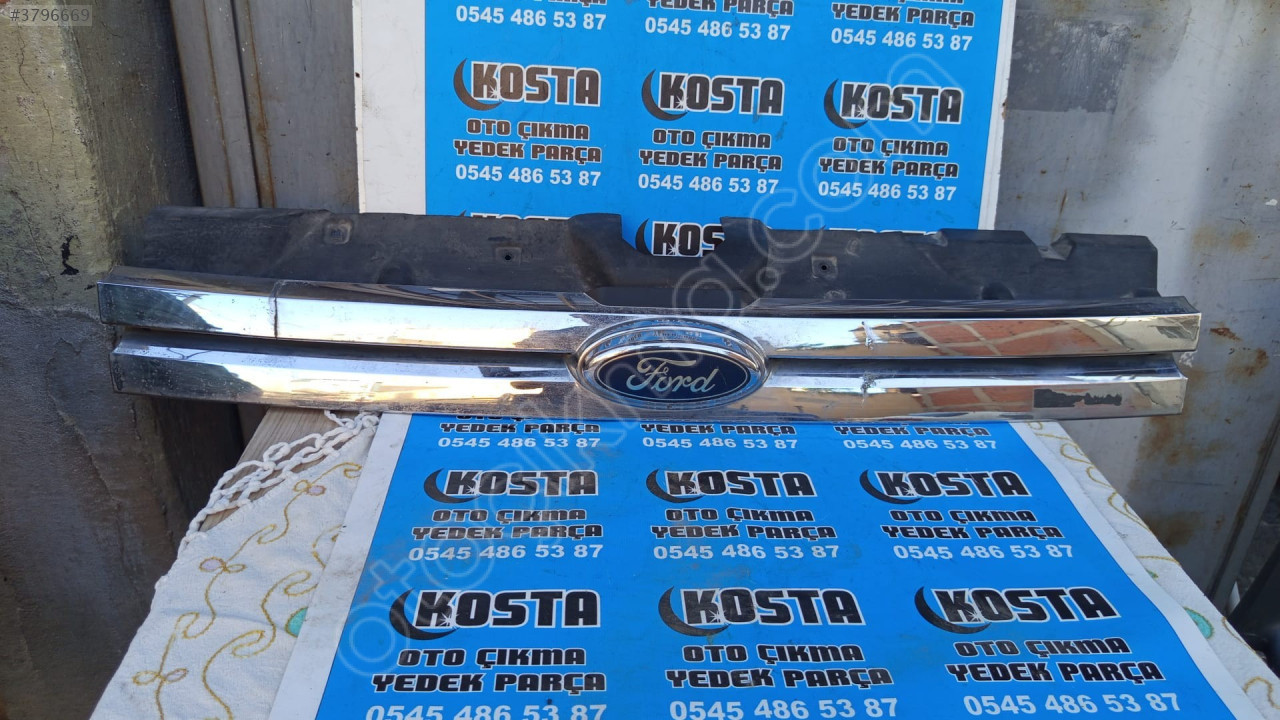 #3796669
0545 486 53 87
YEDEK PARÇA
0545 486 53 87
YEDEK PARÇA
0545 486 53 87
KOSTA
OTO ÇIKMA
YEDEK PARÇA
0545 486 53 87
KOSTA
OTO ÇIKMA
YEDEK PARÇA
0545 486 53 87
KOSTA
OTO ÇIKMA
YEDEK PARÇA
0545 486 53 87
KOS
Ford
YEDEK PARÇA
0545 486 53 87
YEDEK PARÇA
0545 486 53 87
YEDEK PARÇA
0545 486 53 87
KOSTA
OTO ÇIKMA
YEDEK PARÇA
0545 486 53 87
KOSTA
OTO ÇIKMA
YEDEK PARÇA
0545 486 53 87
KOSTA
OTO ÇIKMA
YEDEK PARÇA
0545 486 53 87
KOSTA
OTO ÇIKMA
YEDEK PARÇA
0545 486 53 87
KOSTA
OTO ÇIKMA
YEDEK PARÇA
0545 486 53 87
KOSTA
OTO ÇIKMA
YEDEK PARÇA
0545 486 53 87